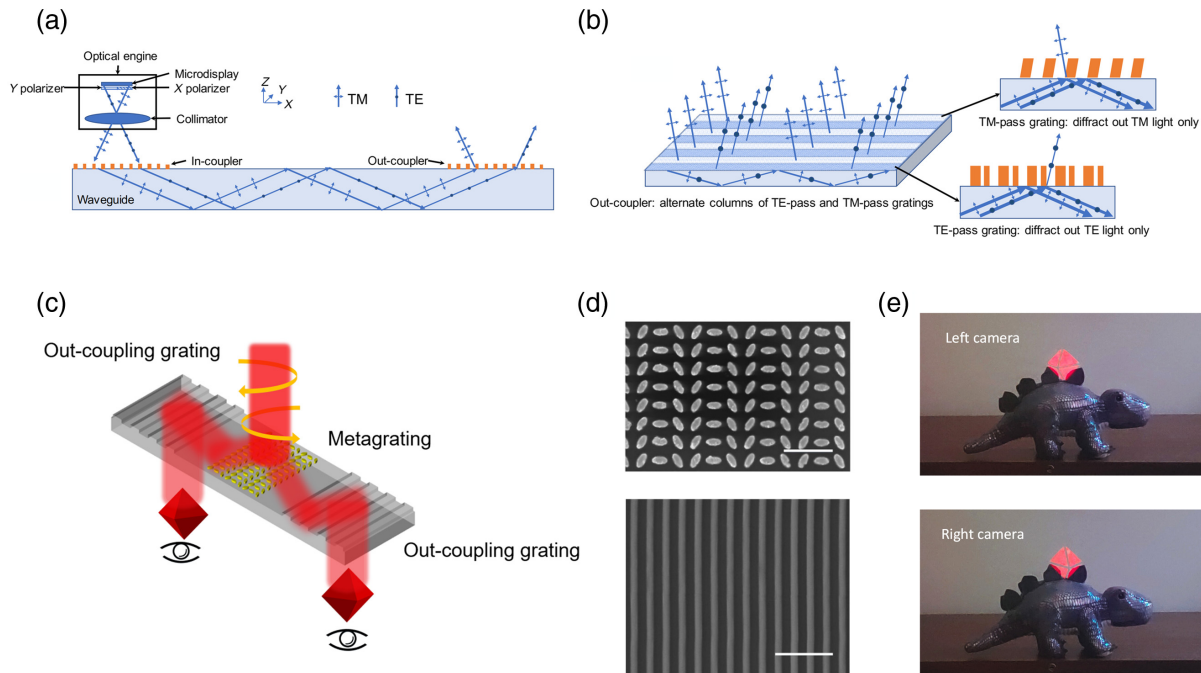 (a)
Optical engine
Microdisplay
Y polarizer
X polarizer
Collimator
Z
Y
X
TM
TE
In-coupler
Out-coupler
Waveguide
(b)
TM-pass grating: diffract out TM light only
Out-coupler: alternate columns of TE-pass and TM-pass gratings
TE-pass grating: diffract out TE light only
(c)
Out-coupling grating
Metagrating
Out-coupling grating
(d)
(e)
Left camera
Right camera